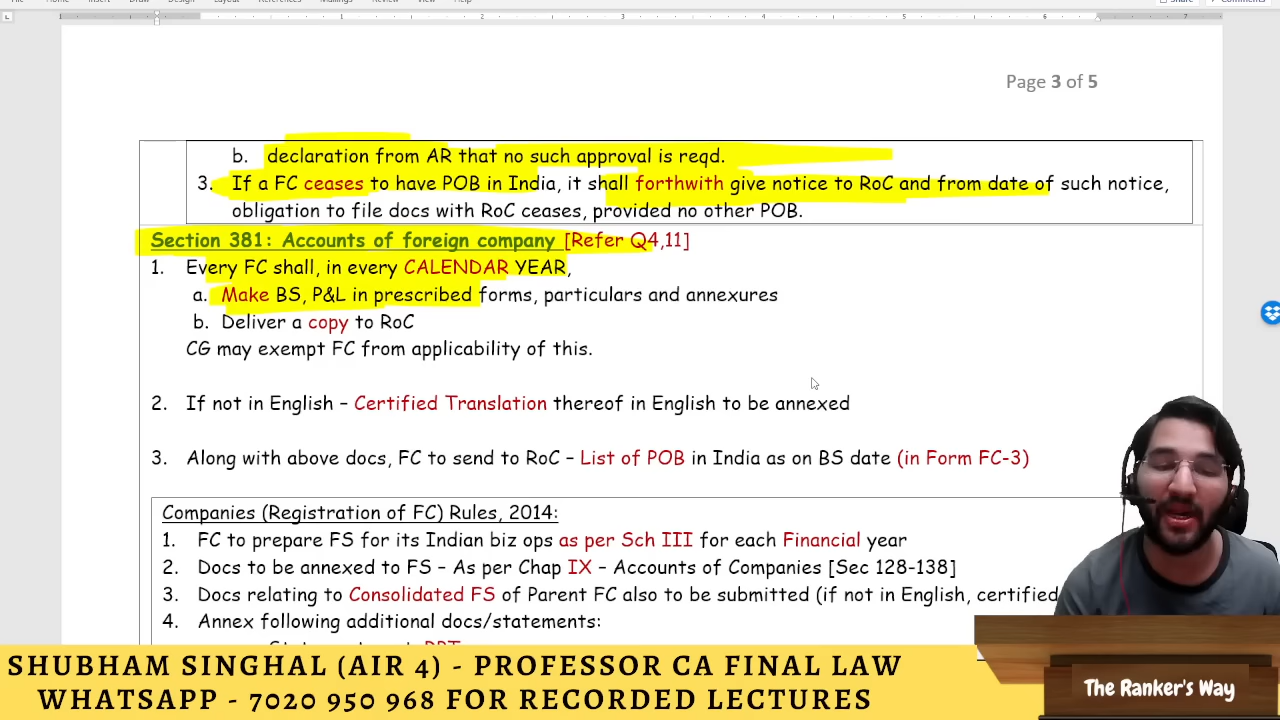 Page 3 of 5
b. declaration from AR that no such approval is reqd.
3. If a FC ceases to have POB in India, it shall forthwith give notice to RoC and from date of such notice,
obligation to file docs with RoC ceases, provided no other POB.
Section 381: Accounts of foreign company [Refer Q4,11]
1. Every FC shall, in every CALENDAR YEAR,
a. Make BS, P&L in prescribed forms, particulars and annexures
b. Deliver a copy to RoC
CG may exempt FC from applicability of this.
2. If not in English – Certified Translation thereof in English to be annexed
3. Along with above docs, FC to send to RoC – List of POB in India as on BS date (in Form FC-3)
Companies (Registration of FC) Rules, 2014:
1. FC to prepare FS for its Indian biz ops as per Sch III for each Financial year
2. Docs to be annexed to FS – As per Chap IX – Accounts of Companies [Sec 128-138]
3. Docs relating to Consolidated FS of Parent FC also to be submitted (if not in English, certified
4. Annex following additional docs/statements:
SHUBHAM SINGHAL (AIR 4) - PROFESSOR CA FINAL LAW
WHATSAPP - 7020 950 968 FOR RECORDED LECTURES
The Ranker's Way